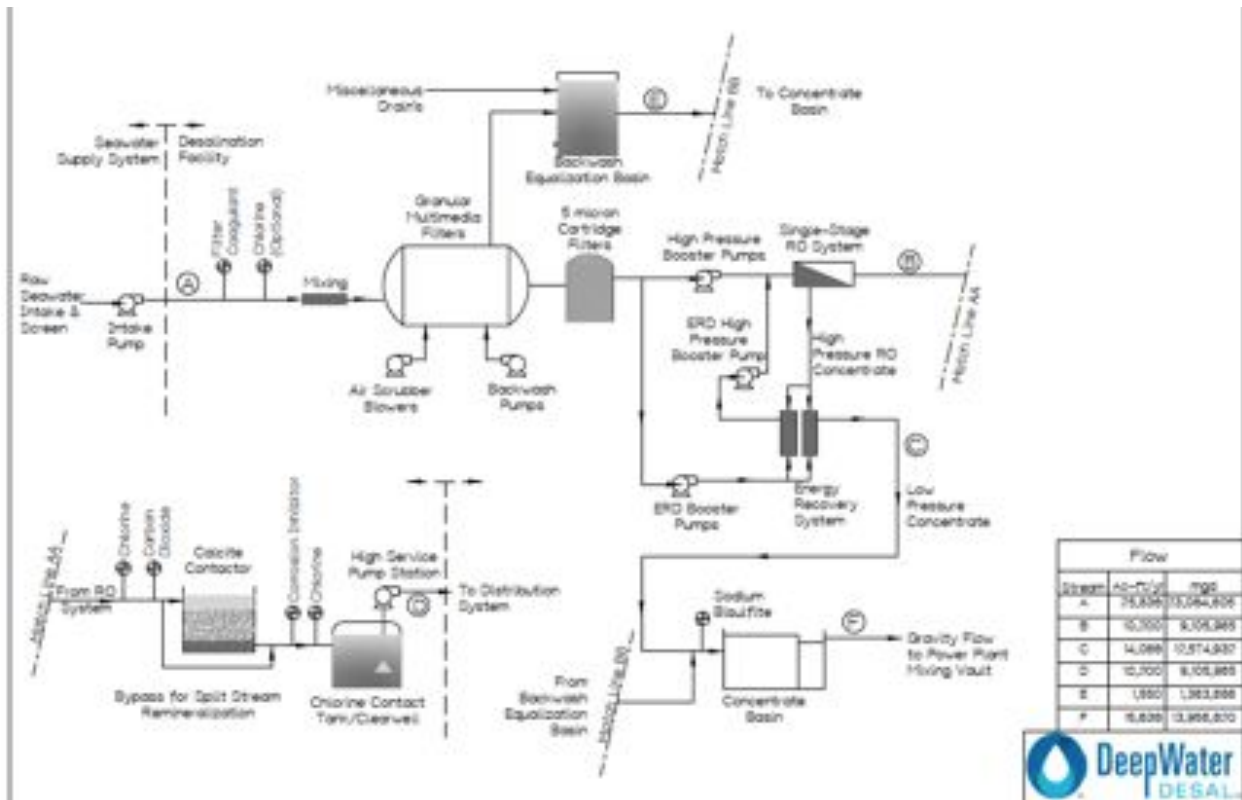 Miscellaneous
Drains
E
Match Line BB
To Concentrate
Basin
Backwash
Equalization Basin
Seawater
Supply System
Desalination
Facility
Filter
Coagulant
Chlorine
(Optional)
Granular
Multimedia
Filters
5 micron
Cartridge
Filters
High Pressure
Booster Pumps
Single-Stage
RO System
B
Match Line AA
Raw
Seawater
Intake &
Screen
Intake
Pump
A
Mixing
Air Scrubber
Blowers
Backwash
Pumps
ERD High
Pressure
Booster Pump
High
Pressure RO
Concentrate
C
ERD Booster
Pumps
Energy
Recovery
System
Low
Pressure
Concentrate
Match Line AA
From RO
System
Chlorine
Carbon
Dioxide
Calcite
Contactor
Corrosion Inhibitor
Chlorine
High Service
Pump Station
D
To Distribution
System
Bypass for Split Stream
Remineralization
Chlorine Contact
Tank/Clearwell
Match Line BB
From
Backwash
Equalization
Basin
Sodium
Bisulfite
Concentrate
Basin
F
Gravity Flow
to Power Plant
Mixing Vault
Flow
Stream
A
B 10,200
C
D 10,200
E
F
DeepWater
DESAL